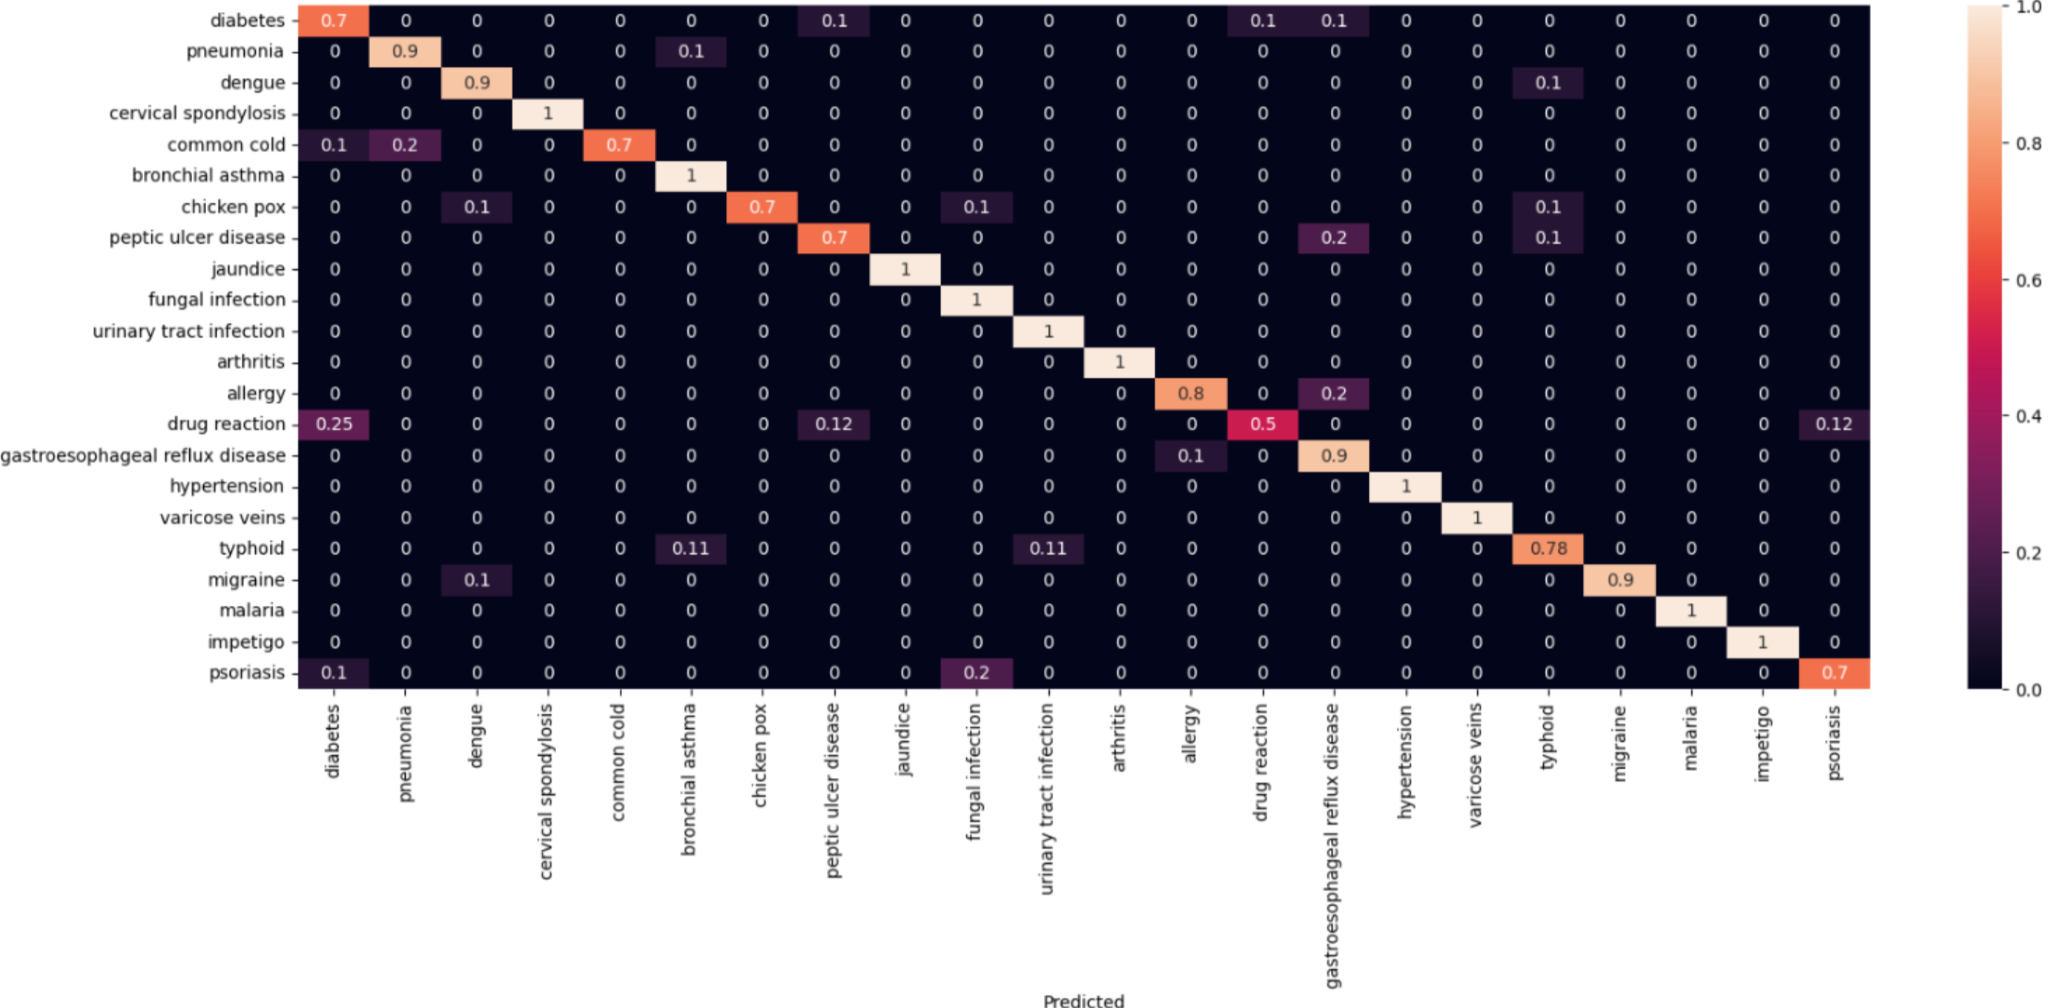 diabetes 0.7 0 0 0 0 0 0 0.1 0 0 0 0 0 0.1 0.1 0 0 0 0 0 0 0 1.0
pneumonia 0 0.9 0 0 0 0.1 0 0 0 0 0 0 0 0 0 0 0 0 0 0 0 0
dengue 0 0 0.9 0 0 0 0 0 0 0 0 0 0 0 0 0 0 0.1 0 0 0 0
cervical spondylosis 0 0 0 1 0 0 0 0 0 0 0 0 0 0 0 0 0 0 0 0 0 0
common cold 0.1 0.2 0 0 0.7 0 0 0 0 0 0 0 0 0 0 0 0 0 0 0 0 0 0.8
bronchial asthma 0 0 0 0 0 1 0 0 0 0 0 0 0 0 0 0 0 0 0 0 0 0
chicken pox 0 0 0.1 0 0 0 0.7 0 0 0.1 0 0 0 0 0 0 0 0.1 0 0 0 0
peptic ulcer disease 0 0 0 0 0 0 0 0.7 0 0 0 0 0 0 0.2 0 0 0.1 0 0 0 0
jaundice 0 0 0 0 0 0 0 0 1 0 0 0 0 0 0 0 0 0 0 0 0 0 0.6
fungal infection 0 0 0 0 0 0 0 0 0 1 0 0 0 0 0 0 0 0 0 0 0 0
urinary tract infection 0 0 0 0 0 0 0 0 0 0 1 0 0 0 0 0 0 0 0 0 0 0
arthritis 0 0 0 0 0 0 0 0 0 0 0 1 0 0 0 0 0 0 0 0 0 0
allergy 0 0 0 0 0 0 0 0 0 0 0 0 0.8 0 0.2 0 0 0 0 0 0 0
drug reaction 0.25 0 0 0 0 0 0 0.12 0 0 0 0 0 0.5 0 0 0 0 0 0 0 0.12 0.4
gastroesophageal reflux disease 0 0 0 0 0 0 0 0 0 0 0 0 0.1 0 0.9 0 0 0 0 0 0 0
hypertension 0 0 0 0 0 0 0 0 0 0 0 0 0 0 0 1 0 0 0 0 0 0
varicose veins 0 0 0 0 0 0 0 0 0 0 0 0 0 0 0 0 1 0 0 0 0 0
typhoid 0 0 0 0 0 0.11 0 0 0 0 0.11 0 0 0 0 0 0 0.78 0 0 0 0 0.2
migraine 0 0 0.1 0 0 0 0 0 0 0 0 0 0 0 0 0 0 0 0.9 0 0 0
malaria 0 0 0 0 0 0 0 0 0 0 0 0 0 0 0 0 0 0 0 1 0 0
impetigo 0 0 0 0 0 0 0 0 0 0 0 0 0 0 0 0 0 0 0 0 1 0
psoriasis 0.1 0 0 0 0 0 0 0 0 0.2 0 0 0 0 0 0 0 0 0 0 0 0.7 0.0
diabetes
pneumonia
dengue
cervical spondylosis
common cold
bronchial asthma
chicken pox
peptic ulcer disease
jaundice
fungal infection
urinary tract infection
arthritis
allergy
drug reaction
gastroesophageal reflux disease
hypertension
varicose veins
typhoid
migraine
malaria
impetigo
psoriasis
Predicted